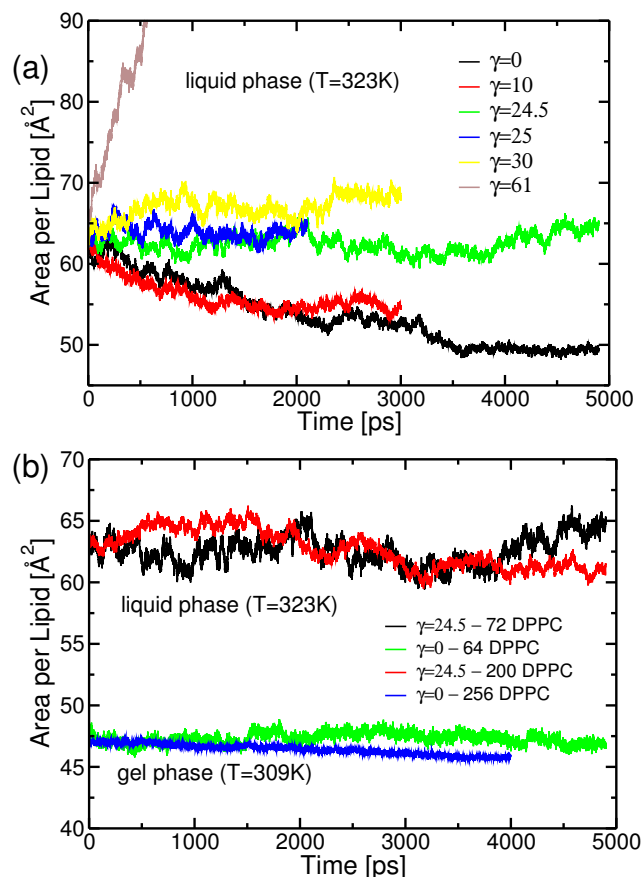 (a)
90
80
70
60
50
Area per Lipid [Å²]
liquid phase (T=323K)
γ=0
γ=10
γ=24.5
γ=25
γ=30
γ=61
0 1000 2000 3000 4000 5000
Time [ps]
(b)
70
65
60
55
50
45
40
Area per Lipid [Å²]
liquid phase (T=323K)
γ=24.5 – 72 DPPC
γ=0 – 64 DPPC
γ=24.5 – 200 DPPC
γ=0 – 256 DPPC
gel phase (T=309K)
0 1000 2000 3000 4000 5000
Time [ps]